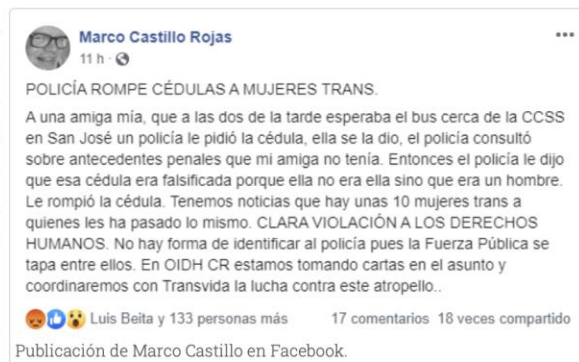 Marco Castillo Rojas
11 h ·
POLICÍA ROMPE CÉDULAS A MUJERES TRANS.
A una amiga mía, que a las dos de la tarde esperaba el bus cerca de la CCSS
en San José un policía le pidió la cédula, ella se la dio, el policía consultó
sobre antecedentes penales que mi amiga no tenía. Entonces el policía le dijo
que esa cédula era falsificada porque ella no era ella sino que era un hombre.
Le rompió la cédula. Tenemos noticias que hay unas 10 mujeres trans a
quienes les ha pasado lo mismo. CLARA VIOLACIÓN A LOS DERECHOS
HUMANOS. No hay forma de identificar al policía pues la Fuerza Pública se
tapa entre ellos. En OIDH CR estamos tomando cartas en el asunto y
coordinaremos con Transvida la lucha contra este atropello..
Luis Beita y 133 personas más 17 comentarios 18 veces compartido
Publicación de Marco Castillo en Facebook.